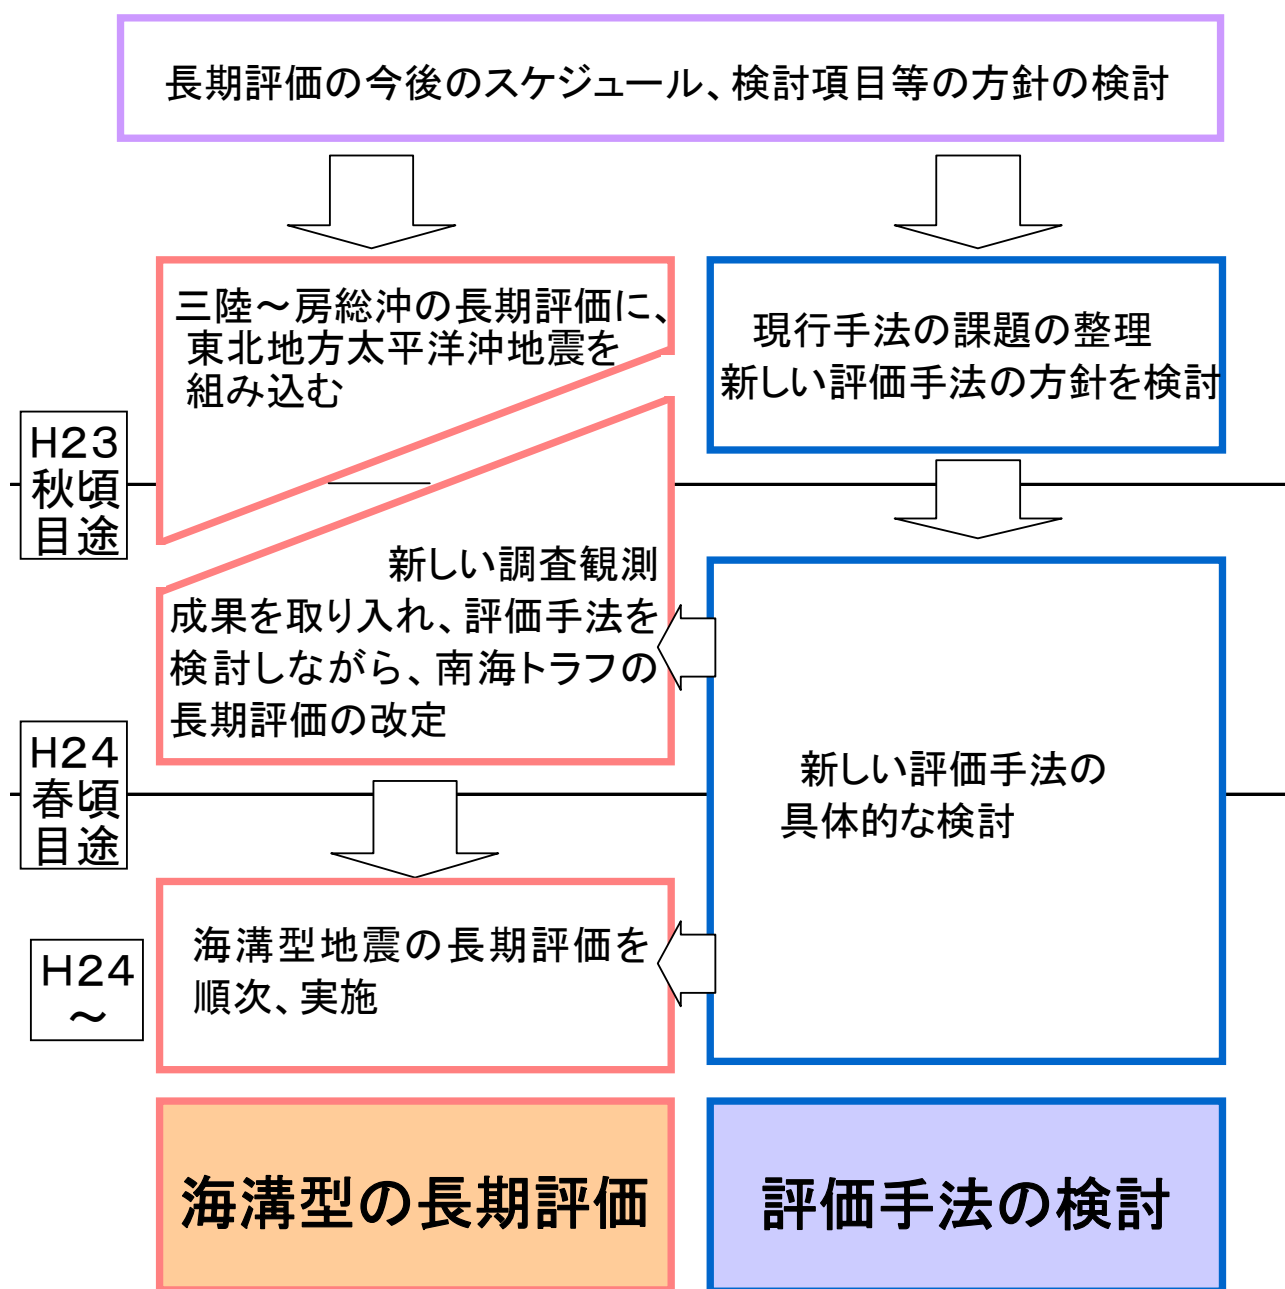 長期評価の今後のスケジュール、検討項目等の方針の検討
三陸～房総沖の長期評価に、
東北地方太平洋沖地震を
組み込む
現行手法の課題の整理
新しい評価手法の方針を検討
H23
秋頃
目途
新しい調査観測
成果を取り入れ、評価手法を
検討しながら、南海トラフの
長期評価の改定
H24
春頃
目途
新しい評価手法の
具体的な検討
H24
～
海溝型地震の長期評価を
順次、実施
海溝型の長期評価
評価手法の検討